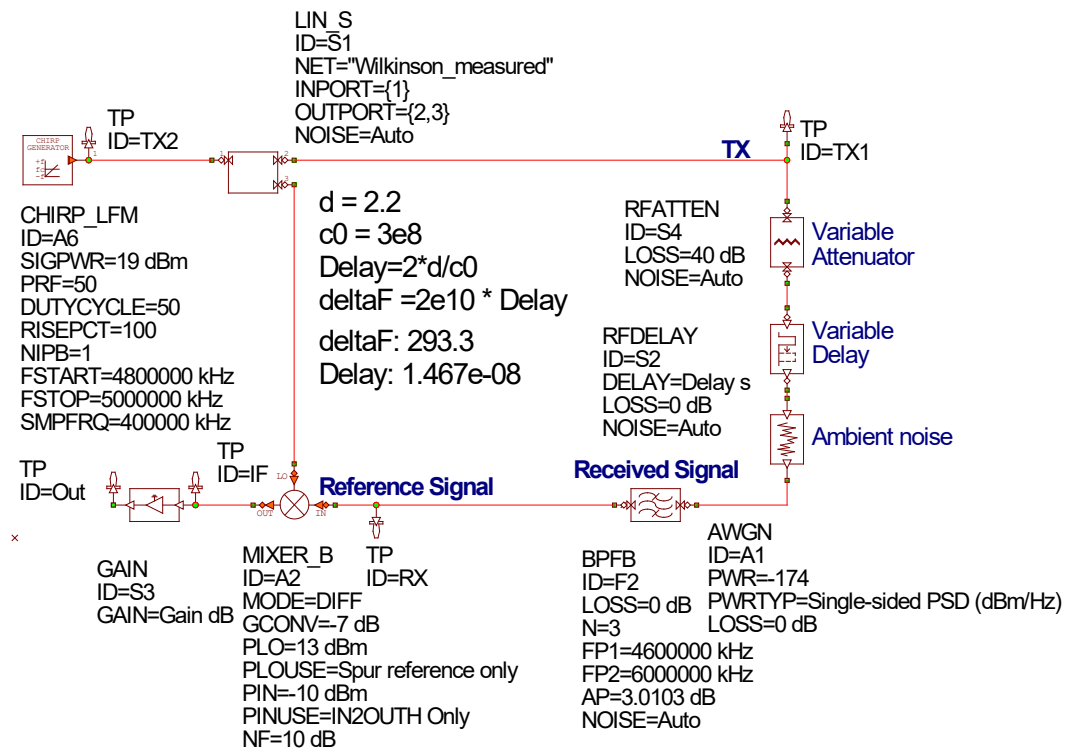 LIN_S
ID=S1
NET="Wilkinson_measured"
INPORT={1}
OUTPORT={2,3}
NOISE=Auto
TP
ID=TX2
CHIRP
GENERATOR
1
1
2
3
TX
TP
ID=TX1
CHIRP_LFM
ID=A6
SIGPWR=19 dBm
PRF=50
DUTYCYCLE=50
RISEPCT=100
NIPB=1
FSTART=4800000 kHz
FSTOP=5000000 kHz
SMPFRQ=400000 kHz
d = 2.2
c0 = 3e8
Delay=2*d/c0
deltaF =2e10 * Delay
deltaF: 293.3
Delay: 1.467e-08
RFATTEN
ID=S4
LOSS=40 dB
NOISE=Auto
Variable
Attenuator
RFDELAY
ID=S2
DELAY=Delay s
LOSS=0 dB
NOISE=Auto
Variable
Delay
Ambient noise
TP
ID=Out
TP
ID=IF
LO
OUT
IN
Reference Signal
Received Signal
GAIN
ID=S3
GAIN=Gain dB
MIXER_B
ID=A2
MODE=DIFF
GCONV=-7 dB
PLO=13 dBm
PLOUSE=Spur reference only
PIN=-10 dBm
PINUSE=IN2OUTH Only
NF=10 dB
TP
ID=RX
BPFB
ID=F2
LOSS=0 dB
N=3
FP1=4600000 kHz
FP2=6000000 kHz
AP=3.0103 dB
NOISE=Auto
AWGN
ID=A1
PWR=-174
PWRTYP=Single-sided PSD (dBm/Hz)
LOSS=0 dB